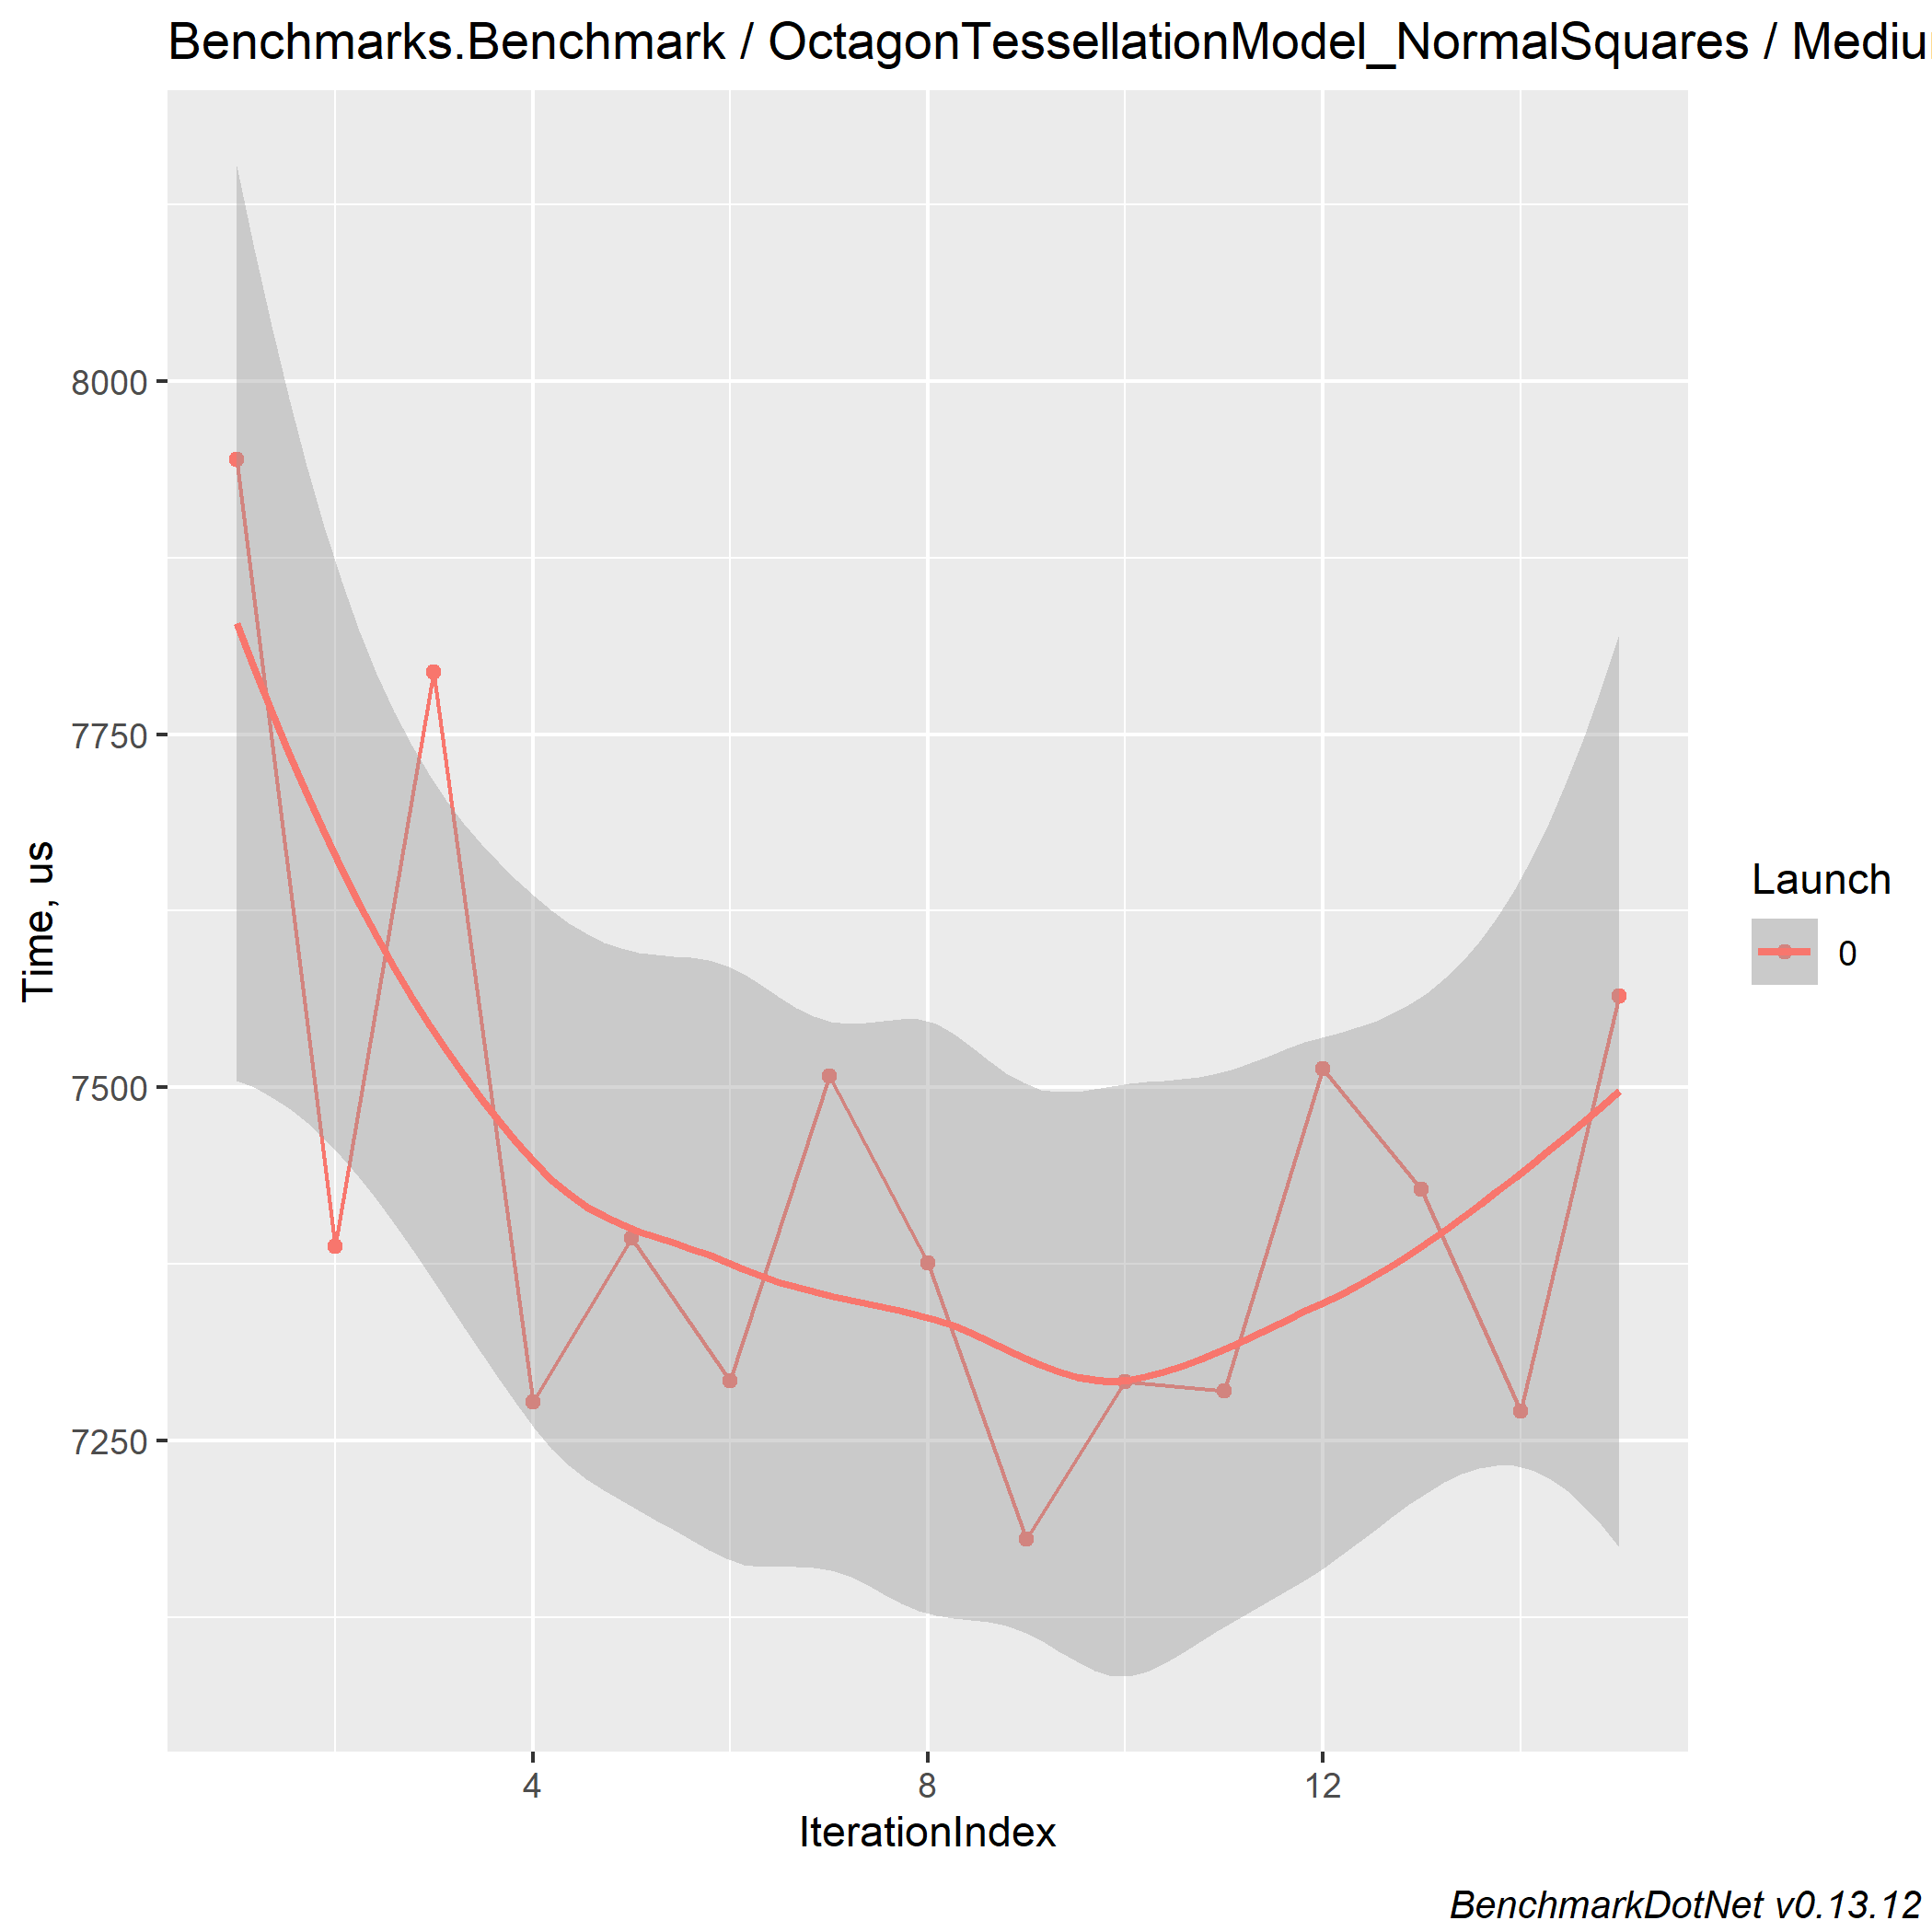 Benchmarks.Benchmark / OctagonTessellationModel_NormalSquares /
8000
7750
7500
7250
Time, us
4 8 12
IterationIndex
Launch
0
BenchmarkDotNet v0.13.12